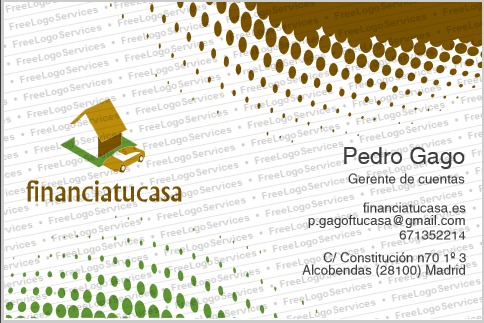 financiatucasa
Pedro Gago
Gerente de cuentas
financiatucasa.es
p.gagoftucasa@gmail.com
671352214
C/ Constitución n70 1º 3
Alcobendas (28100) Madrid
FreeLogoServices